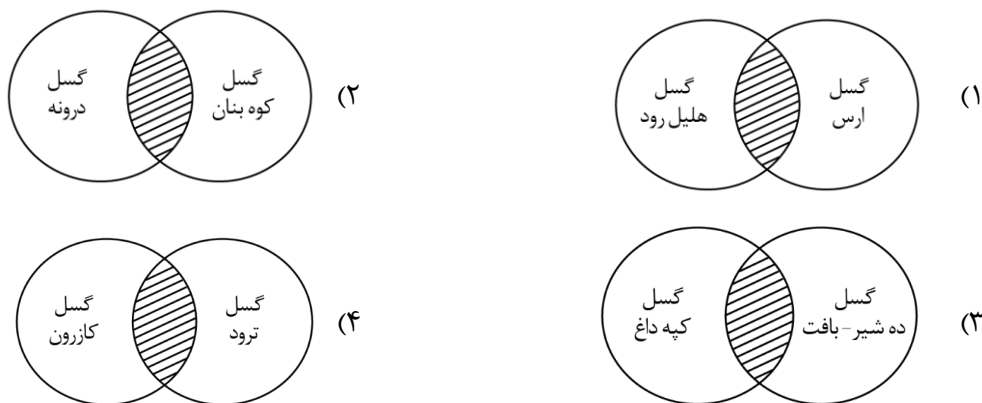 ۱)
گسل
ارس
گسل
هلیل رود
۲)
گسل
کوه بنان
گسل
درونه
۳)
گسل
ده شیر-بافت
گسل
کپه داغ
۴)
گسل
ترود
گسل
کازرون